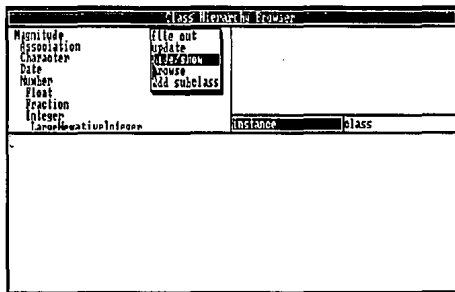 Class Hierarchy Browser
Magnitude
Association
Character
Date
Number
Float
Fraction
Integer
LargeNegativeInteger
file out
update
hide/show
browse
add subclass
instance
class